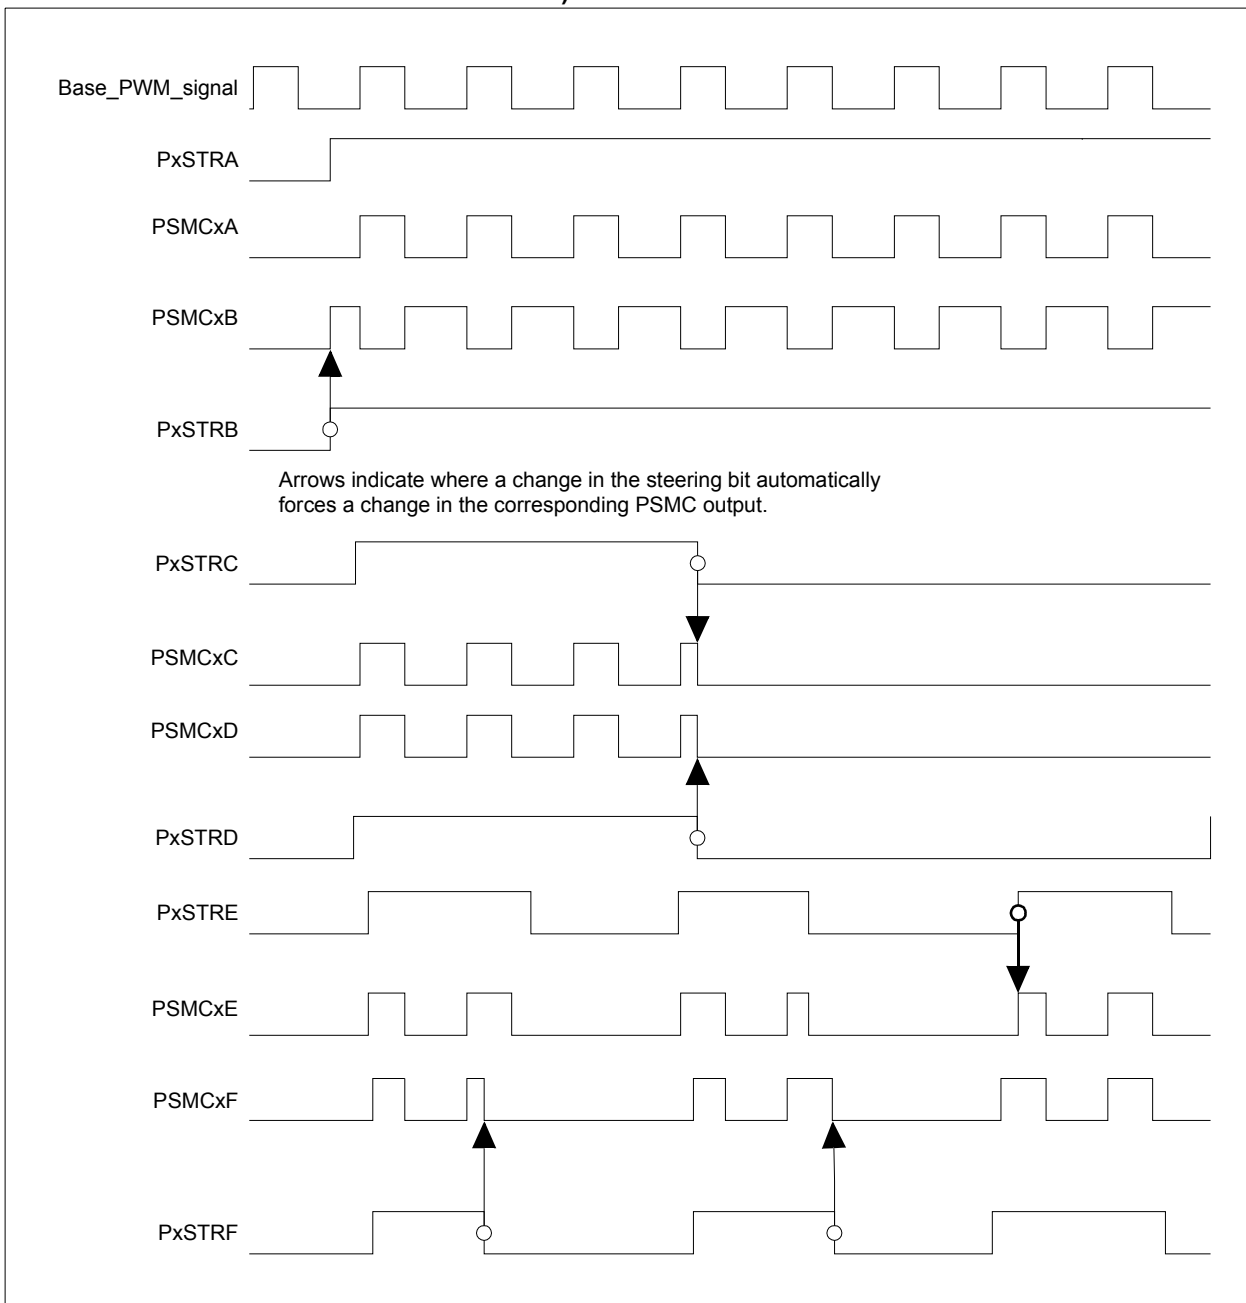 Base_PWM_signal
PxSTRA
PSMCxA
PSMCxB
PxSTRB
Arrows indicate where a change in the steering bit automatically
forces a change in the corresponding PSMC output.
PxSTRC
PSMCxC
PSMCxD
PxSTRD
PxSTRE
PSMCxE
PSMCxF
PxSTRF